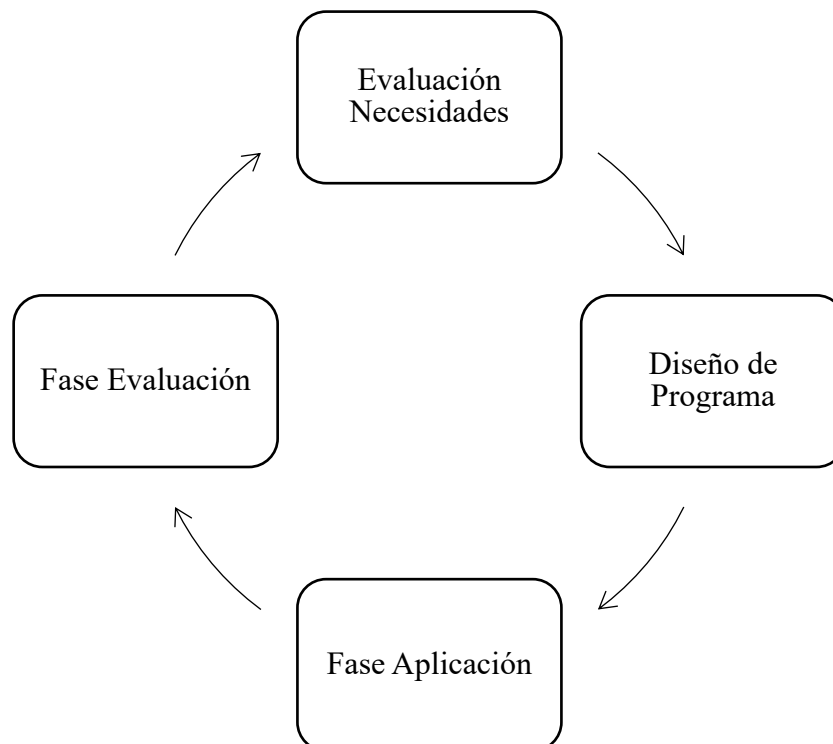 Evaluación
Necesidades
Diseño de
Programa
Fase Aplicación
Fase Evaluación